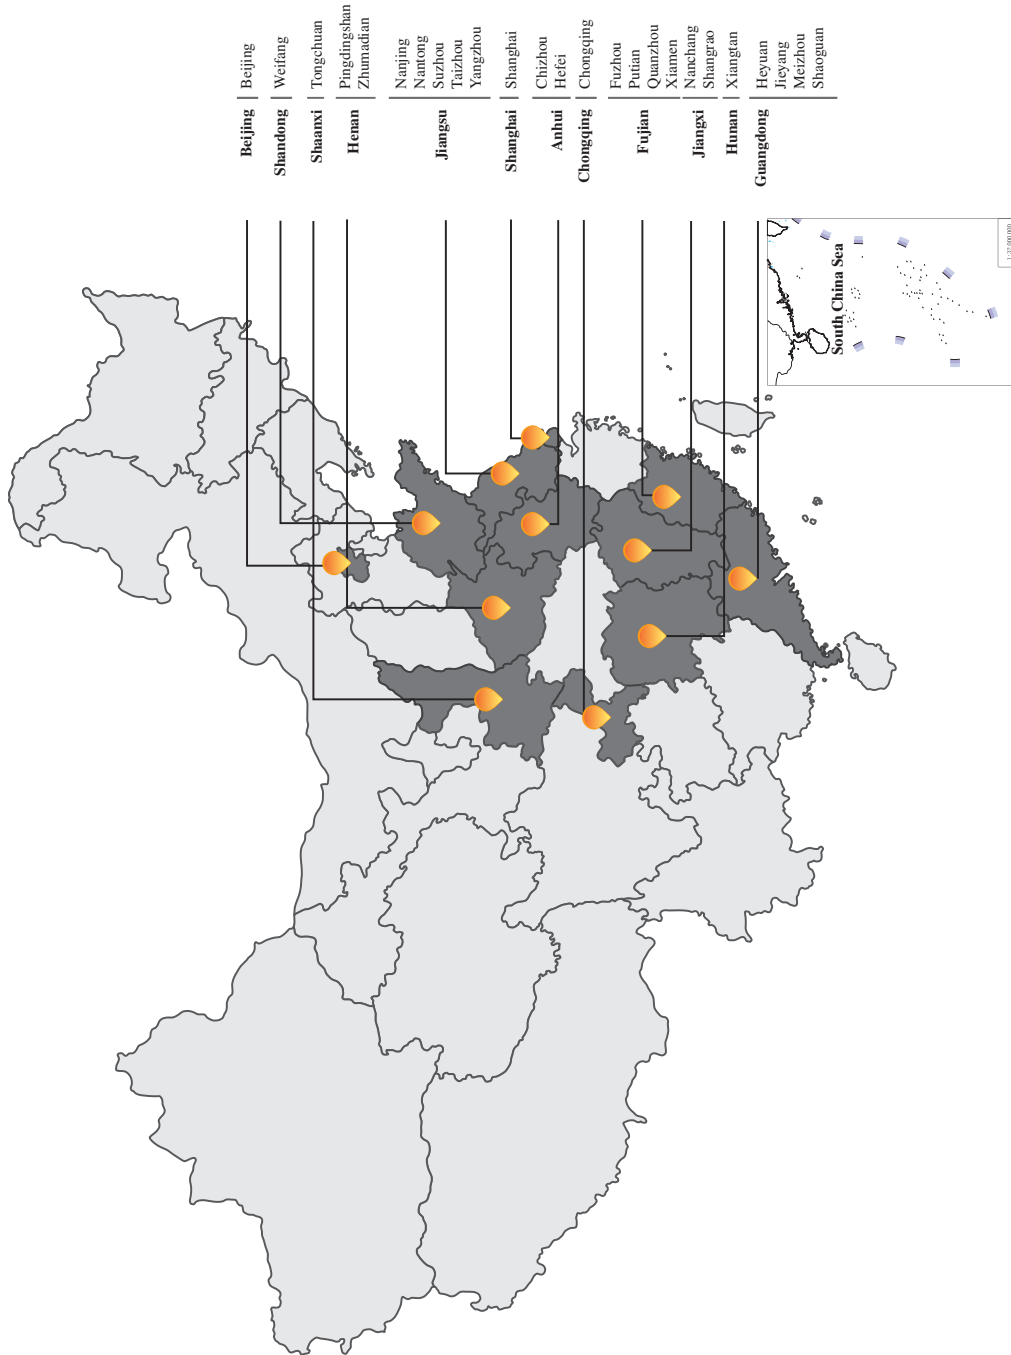 Beijing
Beijing
Shandong
Weifang
Shaanxi
Tongchuan
Henan
Pingdingshan
Zhumadian
Jiangsu
Nanjing
Nantong
Suzhou
Taizhou
Yangzhou
Shanghai
Shanghai
Anhui
Chizhou
Hefei
Chongqing
Chongqing
Fujian
Fuzhou
Putian
Quanzhou
Xiamen
Jiangxi
Nanchang
Shangrao
Hunan
Xiangtan
Guangdong
Heyuan
Jieyang
Meizhou
Shaoguan
South China Sea